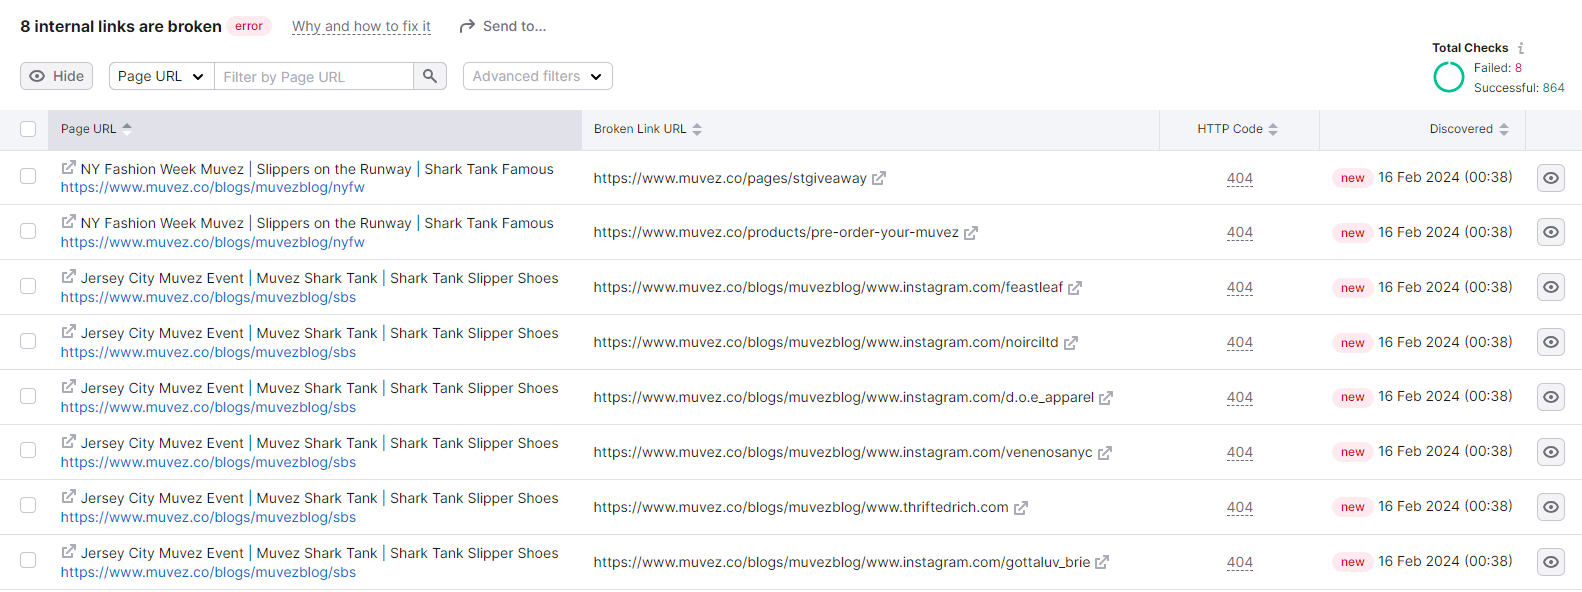 8 internal links are broken error Why and how to fix it Send to...
Total Checks i
Failed: 8
Successful: 864
Hide Page URL Filter by Page URL Advanced filters
Page URL Broken Link URL HTTP Code Discovered
NY Fashion Week Muvez | Slippers on the Runway | Shark Tank Famous
https://www.muvez.co/blogs/muvezblog/nyfw
https://www.muvez.co/pages/stgiveaway 404 new 16 Feb 2024 (00:38)
NY Fashion Week Muvez | Slippers on the Runway | Shark Tank Famous
https://www.muvez.co/blogs/muvezblog/nyfw
https://www.muvez.co/products/pre-order-your-muvez 404 new 16 Feb 2024 (00:38)
Jersey City Muvez Event | Muvez Shark Tank | Shark Tank Slipper Shoes
https://www.muvez.co/blogs/muvezblog/sbs
https://www.muvez.co/blogs/muvezblog/www.instagram.com/feastleaf 404 new 16 Feb 2024 (00:38)
Jersey City Muvez Event | Muvez Shark Tank | Shark Tank Slipper Shoes
https://www.muvez.co/blogs/muvezblog/sbs
https://www.muvez.co/blogs/muvezblog/www.instagram.com/noirciltd 404 new 16 Feb 2024 (00:38)
Jersey City Muvez Event | Muvez Shark Tank | Shark Tank Slipper Shoes
https://www.muvez.co/blogs/muvezblog/sbs
https://www.muvez.co/blogs/muvezblog/www.instagram.com/d.o.e_apparel 404 new 16 Feb 2024 (00:38)
Jersey City Muvez Event | Muvez Shark Tank | Shark Tank Slipper Shoes
https://www.muvez.co/blogs/muvezblog/sbs
https://www.muvez.co/blogs/muvezblog/www.instagram.com/venenosanyc 404 new 16 Feb 2024 (00:38)
Jersey City Muvez Event | Muvez Shark Tank | Shark Tank Slipper Shoes
https://www.muvez.co/blogs/muvezblog/sbs
https://www.muvez.co/blogs/muvezblog/www.thriftedrich.com 404 new 16 Feb 2024 (00:38)
Jersey City Muvez Event | Muvez Shark Tank | Shark Tank Slipper Shoes
https://www.muvez.co/blogs/muvezblog/sbs
https://www.muvez.co/blogs/muvezblog/www.instagram.com/gottaluv_brie 404 new 16 Feb 2024 (00:38)